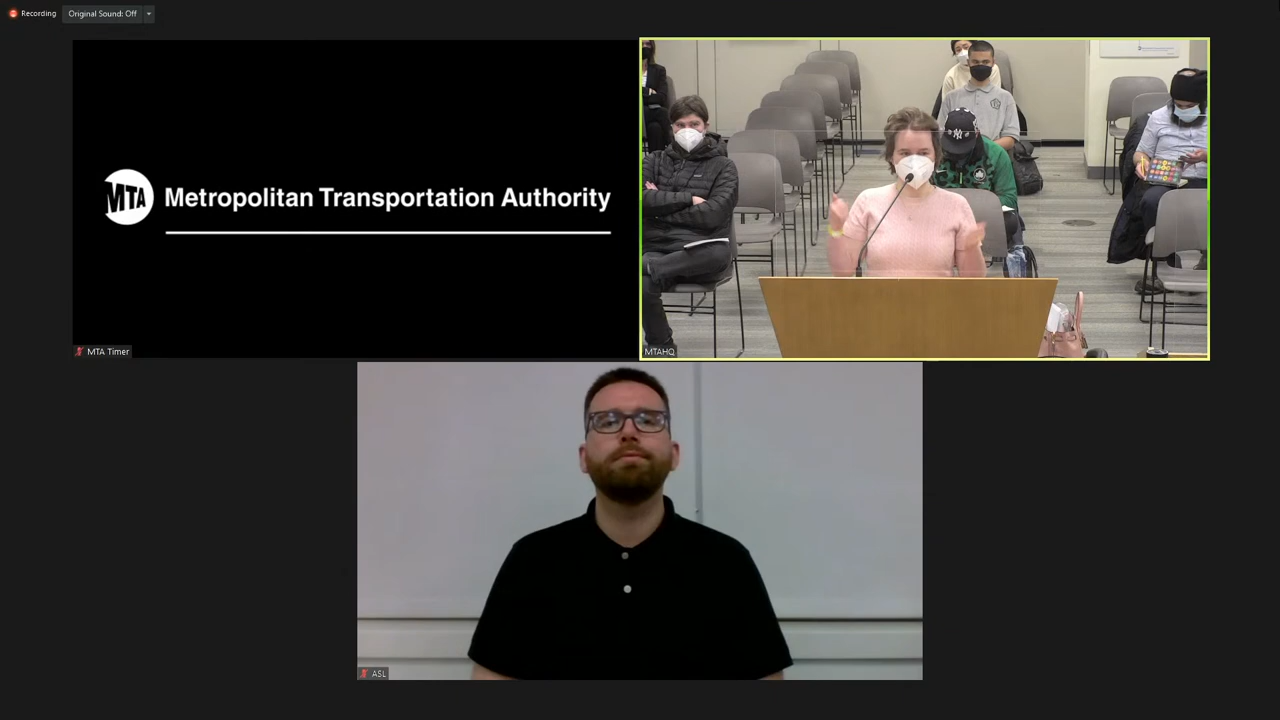 Recording
Original Sound: Off
MTA
Metropolitan Transportation Authority
MTA Timer
MTAHQ
ASL